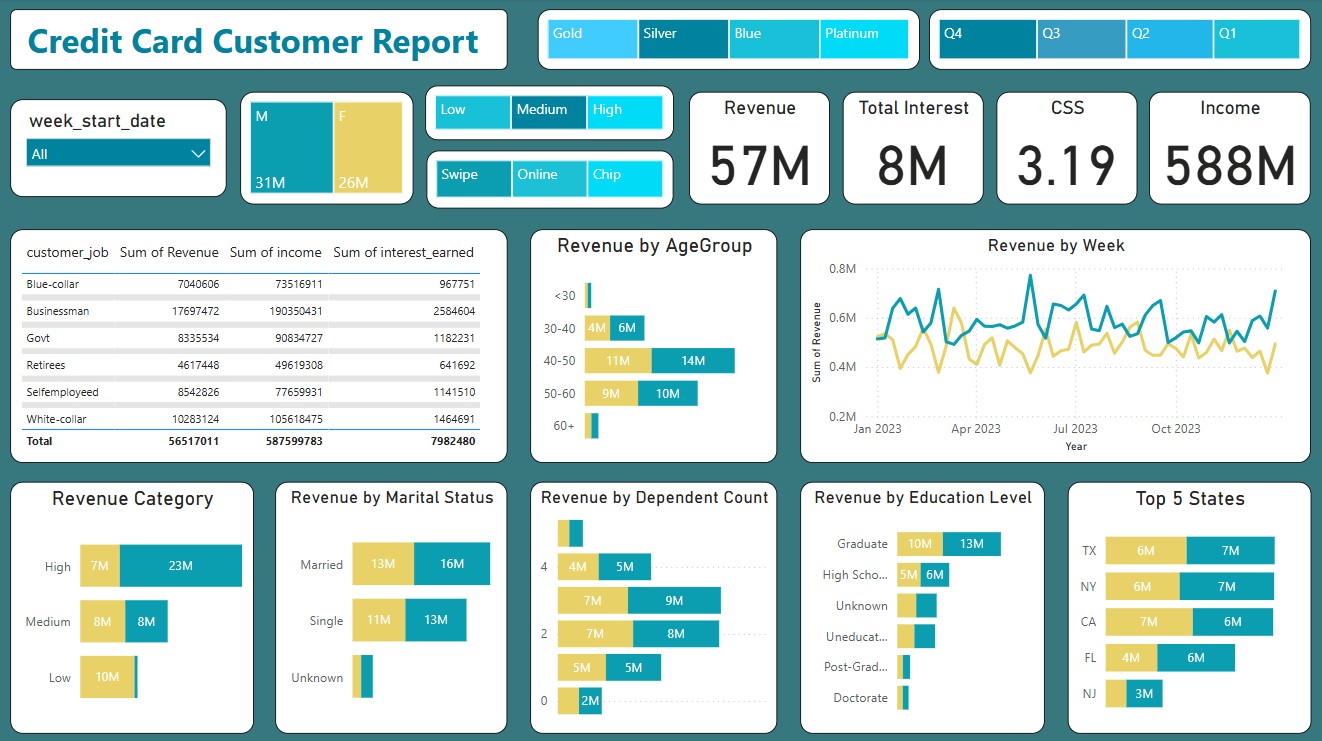 Credit Card Customer Report
Gold Silver Blue Platinum
Q4 Q3 Q2 Q1
week_start_date
All
M F
31M 26M
Low Medium High
Swipe Online Chip
Revenue
57M
Total Interest
8M
CSS
3.19
Income
588M
customer_job Sum of Revenue Sum of income Sum of interest_earned
Blue-collar 7040606 73516911 967751
Businessman 17697472 190350431 2584604
Govt 8335534 90834727 1182231
Retirees 4617448 49619308 641692
Selfemployeed 8542826 77659931 1141510
White-collar 10283124 105618475 1464691
Total 56517011 587599783 7982480
Revenue by AgeGroup
<30
30-40 4M 6M
40-50 11M 14M
50-60 9M 10M
60+
Revenue by Week
Sum of Revenue
0.8M
0.6M
0.4M
0.2M
Jan 2023 Apr 2023 Jul 2023 Oct 2023
Year
Revenue Category
High 7M 23M
Medium 8M 8M
Low 10M
Revenue by Marital Status
Married 13M 16M
Single 11M 13M
Unknown
Revenue by Dependent Count
4 4M 5M
7M 9M
2 7M 8M
5M 5M
0 2M
Revenue by Education Level
Graduate 10M 13M
High Scho... 5M 6M
Unknown
Uneducat...
Post-Grad...
Doctorate
Top 5 States
TX 6M 7M
NY 6M 7M
CA 7M 6M
FL 4M 6M
NJ 3M